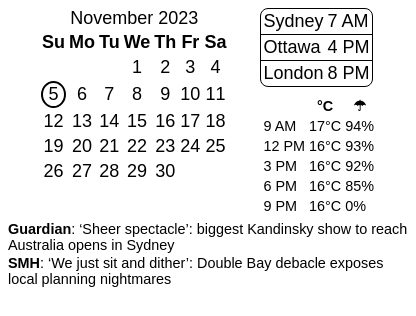 November 2023
Su Mo Tu We Th Fr Sa
1 2 3 4
5 6 7 8 9 10 11
12 13 14 15 16 17 18
19 20 21 22 23 24 25
26 27 28 29 30
Sydney 7 AM
Ottawa 4 PM
London 8 PM
°C ☂
9 AM 17°C 94%
12 PM 16°C 93%
3 PM 16°C 92%
6 PM 16°C 85%
9 PM 16°C 0%
Guardian: ‘Sheer spectacle’: biggest Kandinsky show to reach
Australia opens in Sydney
SMH: ‘We just sit and dither’: Double Bay debacle exposes
local planning nightmares